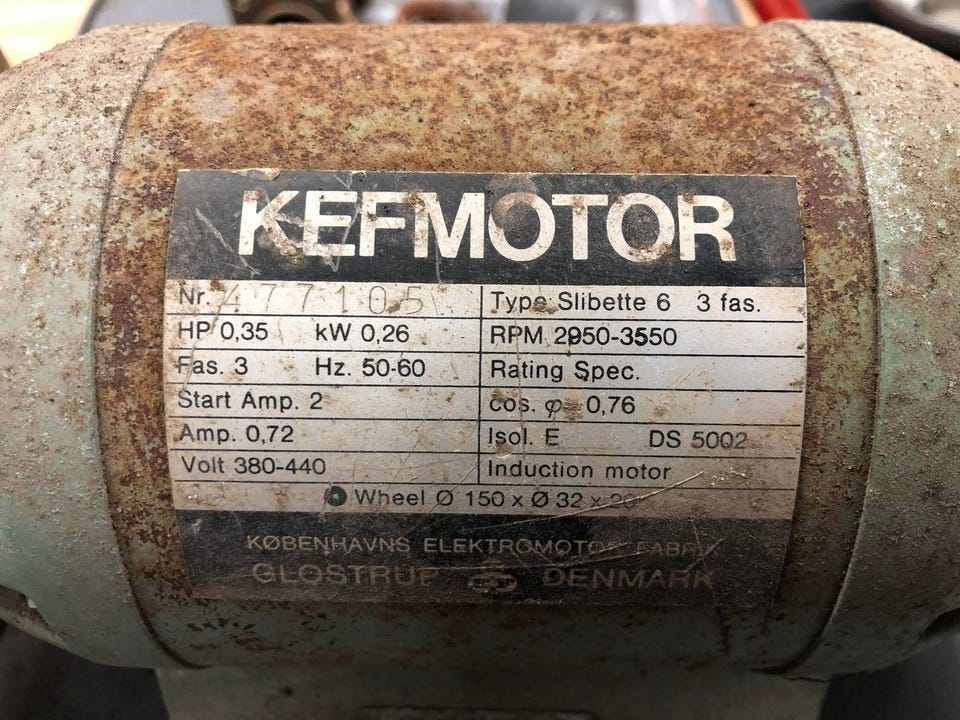 KEFMOTOR
Nr. 477105 Type Slibette 6 3 fas.
HP 0,35 kW 0,26 RPM 2950-3550
Fas. 3 Hz. 50-60 Rating Spec.
Start Amp. 2 cos. φ= 0,76
Amp. 0,72 Isol. E DS 5002
Volt 380-440 Induction motor
Wheel Ø 150 x Ø 32 x 20
KØBENHAVNS ELEKTROMOTOR FABRIK
GLOSTRUP DENMARK